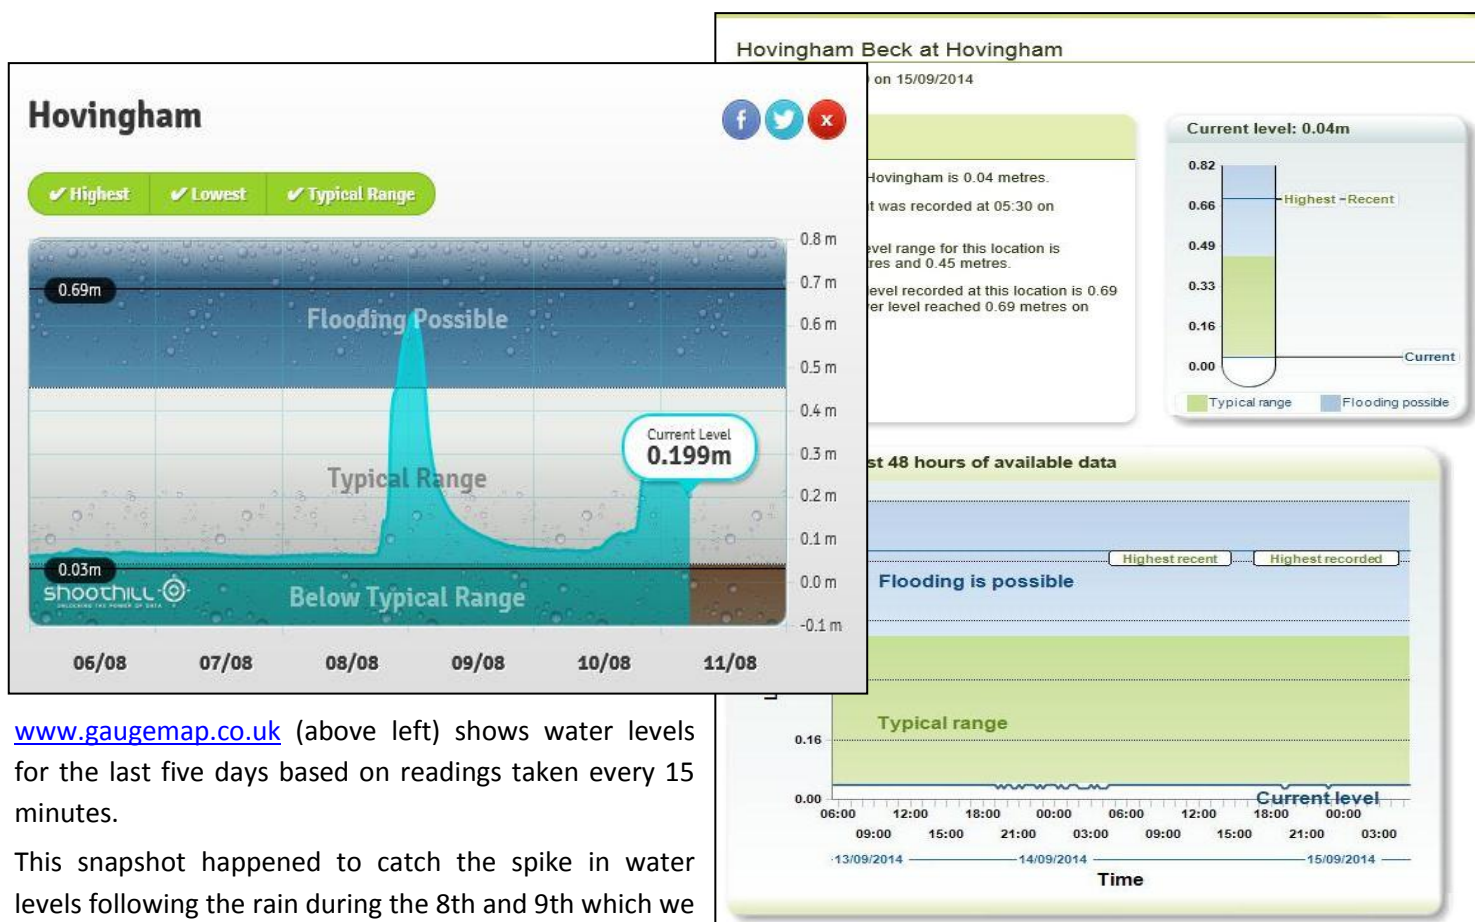 Hovingham Beck at Hovingham
on 15/09/2014
Hovingham is 0.04 metres.
t was recorded at 05:30 on
evel range for this location is
res and 0.45 metres.
evel recorded at this location is 0.69
er level reached 0.69 metres on
Current level: 0.04m
0.82
0.66
0.49
0.33
0.16
0.00
Highest
Recent
Current
Typical range
Flooding possible
Hovingham
f
x
✔ Highest
✔ Lowest
✔ Typical Range
0.69m
Flooding Possible
Current Level
0.199m
Typical Range
0.03m
shoothill
UNLOCKING THE POWER OF DATA
Below Typical Range
0.8 m
0.7 m
0.6 m
0.5 m
0.4 m
0.3 m
0.2 m
0.1 m
0.0 m
-0.1 m
06/08
07/08
08/08
09/08
10/08
11/08
st 48 hours of available data
Highest recent
Highest recorded
Flooding is possible
Typical range
0.16
0.00
Current level
06:00 12:00 18:00 00:00 06:00 12:00 18:00 00:00
09:00 15:00 21:00 03:00 09:00 15:00 21:00 03:00
13/09/2014
14/09/2014
15/09/2014
Time
www.gaugemap.co.uk (above left) shows water levels
for the last five days based on readings taken every 15
minutes.
This snapshot happened to catch the spike in water
levels following the rain during the 8th and 9th which we